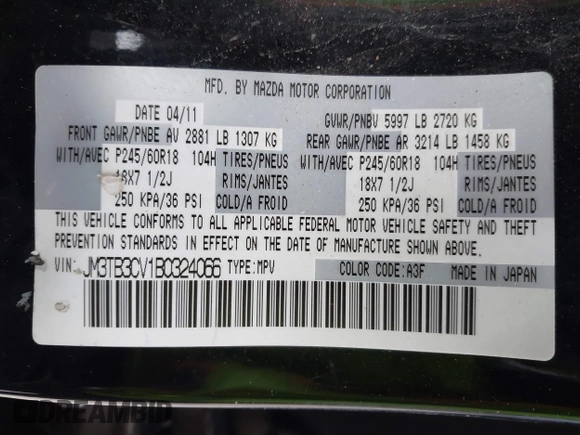 MFD. BY MAZDA MOTOR CORPORATION
DATE 04/11
GVWR/PNBV 5997 LB 2720 KG
FRONT GAWR/PNBE AV 2881 LB 1307 KG
REAR GAWR/PNBE AR 3214 LB 1458 KG
WITH/AVEC P245/60R18 104H TIRES/PNEUS
WITH/AVEC P245/60R18 104H TIRES/PNEUS
18X7 1/2J RIMS/JANTES
18X7 1/2J RIMS/JANTES
250 KPA/36 PSI COLD/A FROID
250 KPA/36 PSI COLD/A FROID
THIS VEHICLE CONFORMS TO ALL APPLICABLE FEDERAL MOTOR VEHICLE SAFETY AND THEFT
PREVENTION STANDARDS IN EFFECT ON THE DATE OF MANUFACTURE SHOWN ABOVE.
VIN: JM3TB3CV1BC324066 TYPE:MPV COLOR CODE:A3F MADE IN JAPAN
DREAMBID